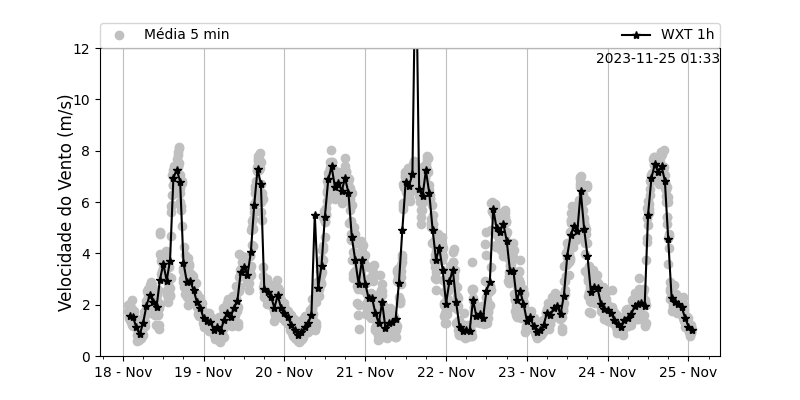 Média 5 min
WXT 1h
2023-11-25 01:33
Velocidade do Vento (m/s)
12
10
8
6
4
2
0
18 - Nov
19 - Nov
20 - Nov
21 - Nov
22 - Nov
23 - Nov
24 - Nov
25 - Nov